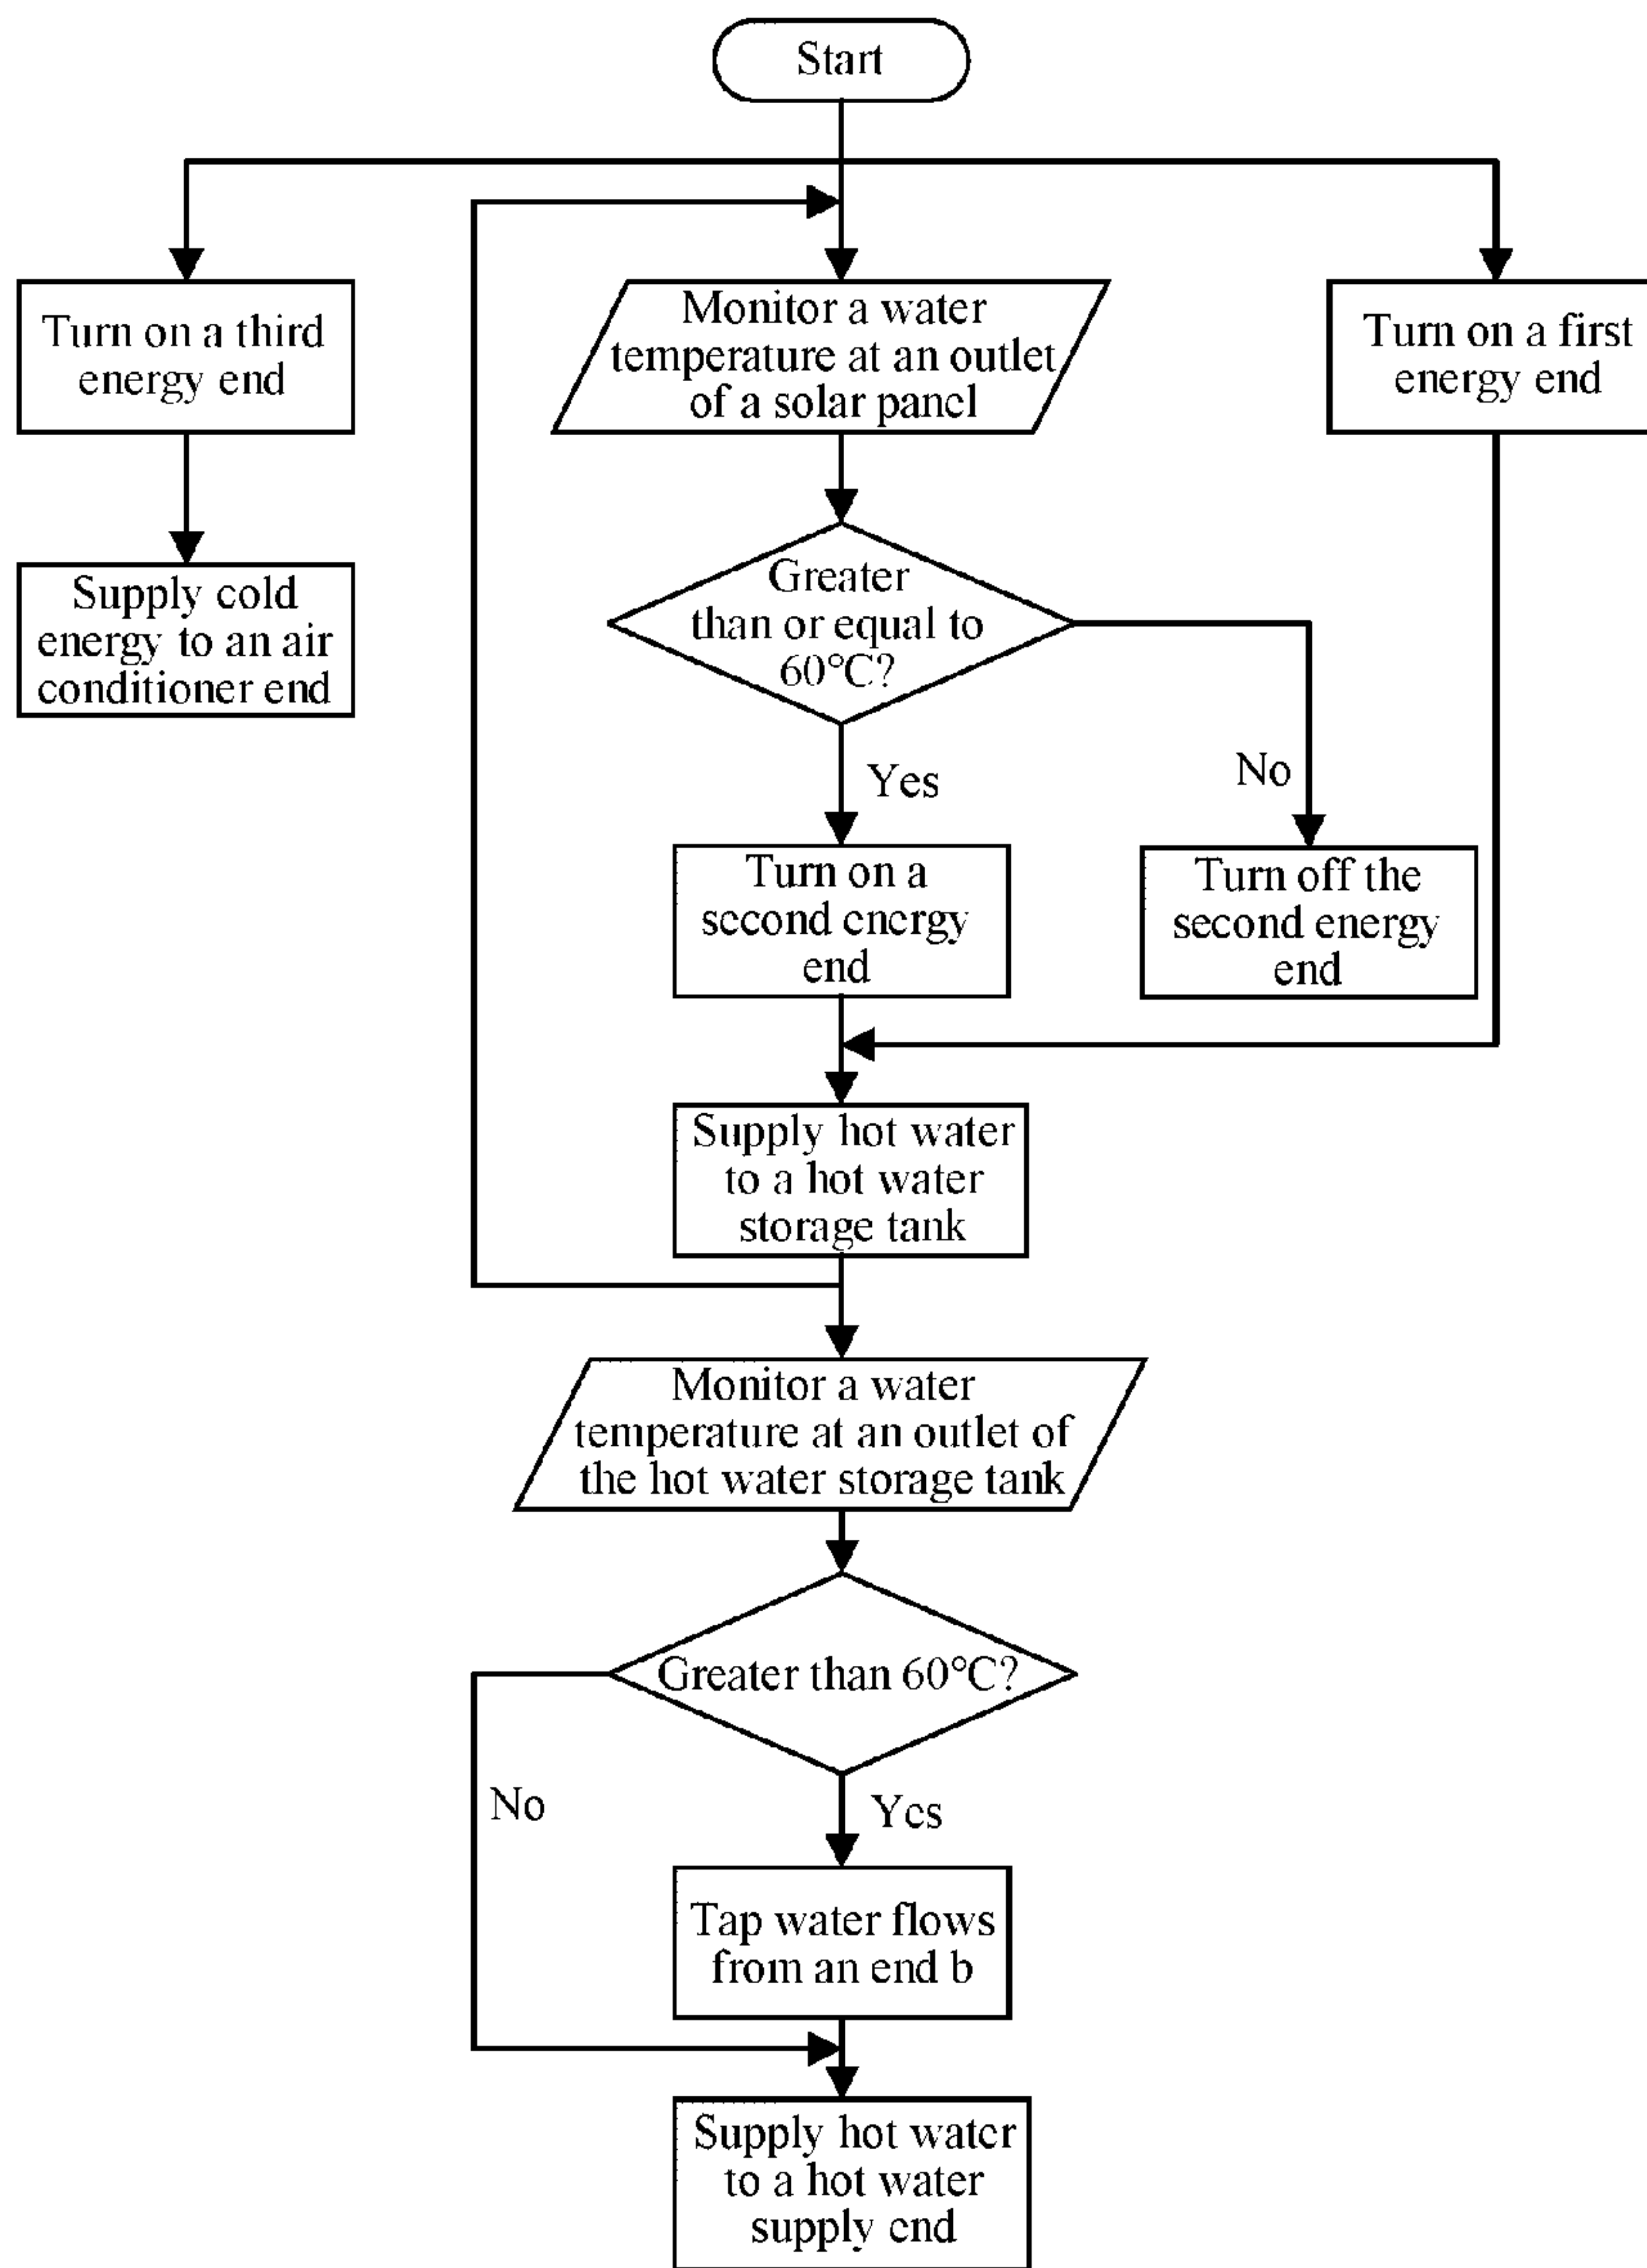 Start
Turn on a third
energy end
Monitor a water
temperature at an outlet
of a solar panel
Turn on a first
energy end
Supply cold
energy to an air
conditioner end
Greater
than or equal to
60°C?
Yes
No
Turn on a
second energy
end
Turn off the
second energy
end
Supply hot water
to a hot water
storage tank
Monitor a water
temperature at an outlet of
the hot water storage tank
Greater than 60°C?
No
Yes
Tap water flows
from an end b
Supply hot water
to a hot water
supply end